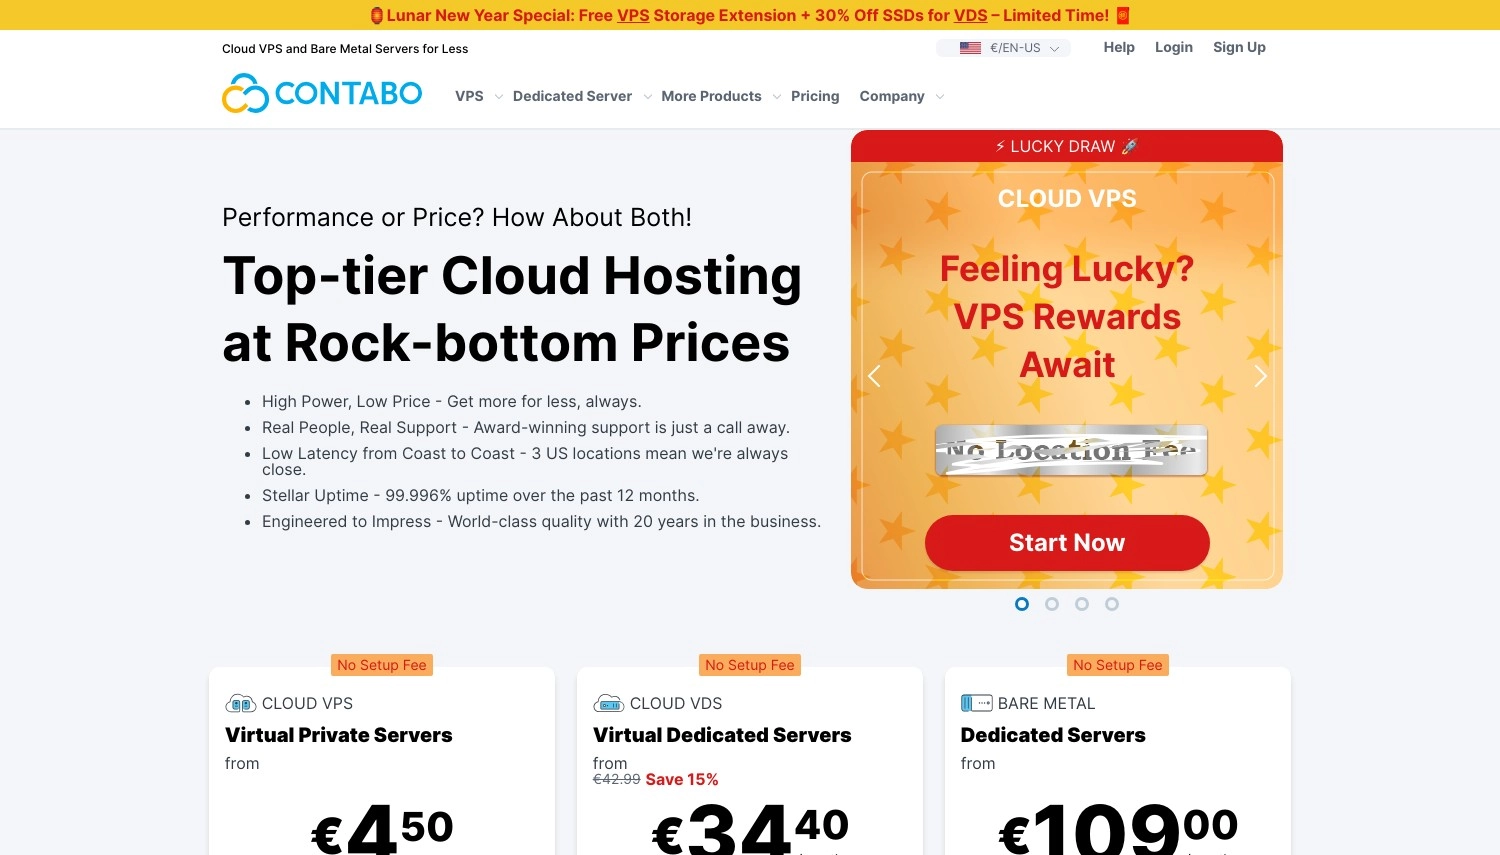 Lunar New Year Special: Free VPS Storage Extension + 30% Off SSDs for VDS – Limited Time!
Cloud VPS and Bare Metal Servers for Less
€/EN-US
Help
Login
Sign Up
CONTABO
VPS
Dedicated Server
More Products
Pricing
Company
⚡ LUCKY DRAW 🚀
CLOUD VPS
Feeling Lucky?
VPS Rewards
Await
No Location Fee
Start Now
Performance or Price? How About Both!
Top-tier Cloud Hosting
at Rock-bottom Prices
High Power, Low Price - Get more for less, always.
Real People, Real Support - Award-winning support is just a call away.
Low Latency from Coast to Coast - 3 US locations mean we're always
close.
Stellar Uptime - 99.996% uptime over the past 12 months.
Engineered to Impress - World-class quality with 20 years in the business.
No Setup Fee
CLOUD VPS
Virtual Private Servers
from
€4 50
No Setup Fee
CLOUD VDS
Virtual Dedicated Servers
from
€42.99 Save 15%
€34 40
No Setup Fee
BARE METAL
Dedicated Servers
from
€109 00